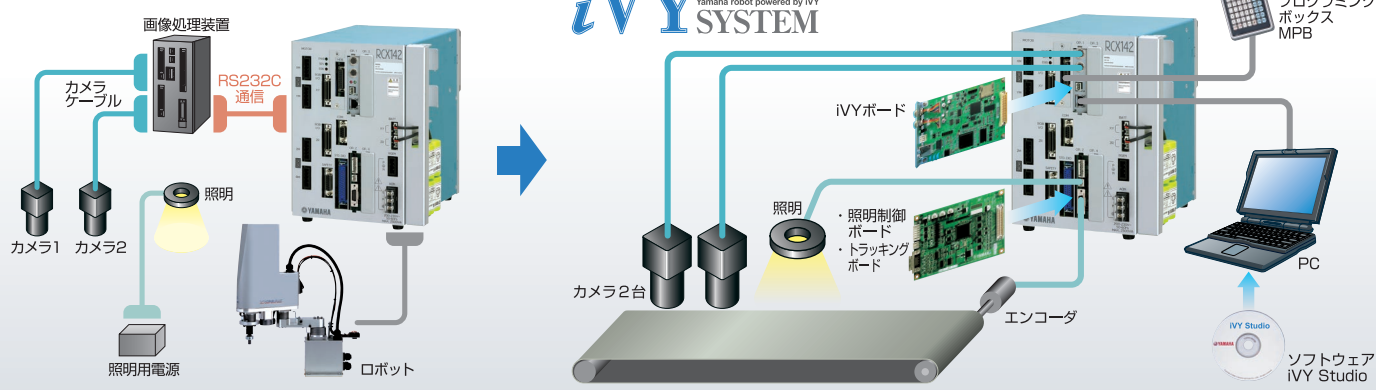 画像処理装置
カメラ
ケーブル
RS232C
通信
RCX142
YAMAHA
照明
カメラ1
カメラ2
照明用電源
ロボット
Yamaha robot powered by iVY
iVY SYSTEM
プログラミング
ボックス
MPB
RCX142
iVYボード
YAMAHA
照明
・照明制御
ボード
・トラッキング
ボード
カメラ2台
エンコーダ
PC
iVY Studio
YAMAHA
ソフトウェア
iVY Studio